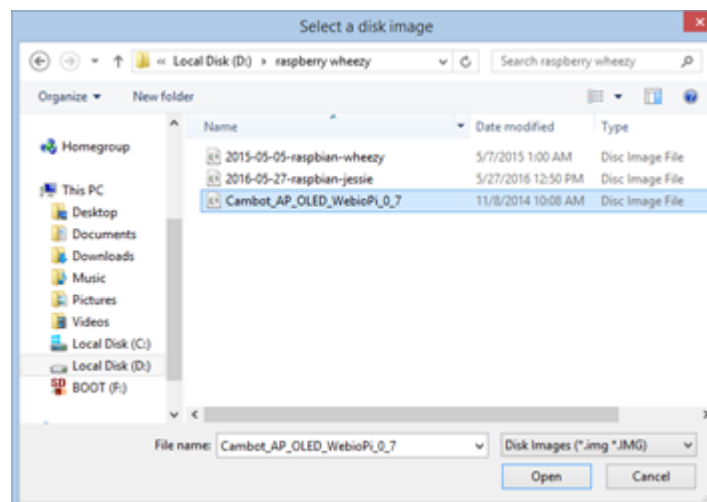 Select a disk image
« Local Disk (D:) ▸ raspberry wheezy
Search raspberry wheezy
Organize
New folder
Name
Date modified
Type
Homegroup
This PC
Desktop
Documents
Downloads
Music
Pictures
Videos
Local Disk (C:)
Local Disk (D:)
SD BOOT (F:)
2015-05-05-raspbian-wheezy 5/7/2015 1:00 AM Disc Image File
2016-05-27-raspbian-jessie 5/27/2016 12:50 PM Disc Image File
Cambot_AP_OLED_WebioPi_0_7 11/8/2014 10:08 AM Disc Image File
File name: Cambot_AP_OLED_WebioPi_0_7
Disk Images (*.img *.IMG)
Open
Cancel